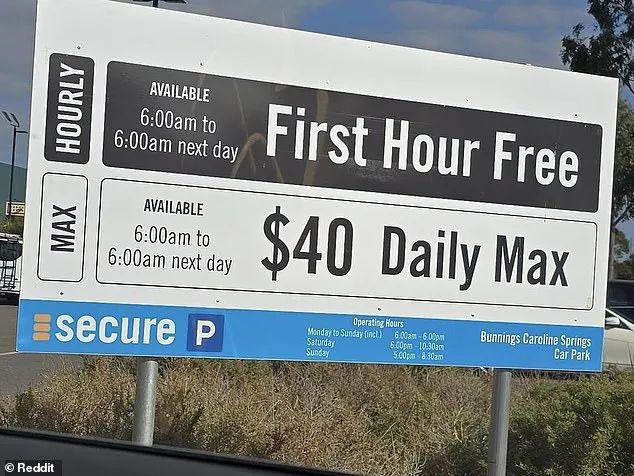 HOURLY
AVAILABLE
6:00am to
6:00am next day
First Hour Free
MAX
AVAILABLE
6:00am to
6:00am next day
$40 Daily Max
secure P
Operating Hours
Monday to Sunday (incl.) 6:00am - 6:00pm
Saturday 6:00pm - 10:30am
Sunday 5:00pm - 8:30am
Bunnings Caroline Springs
Car Park
© Reddit